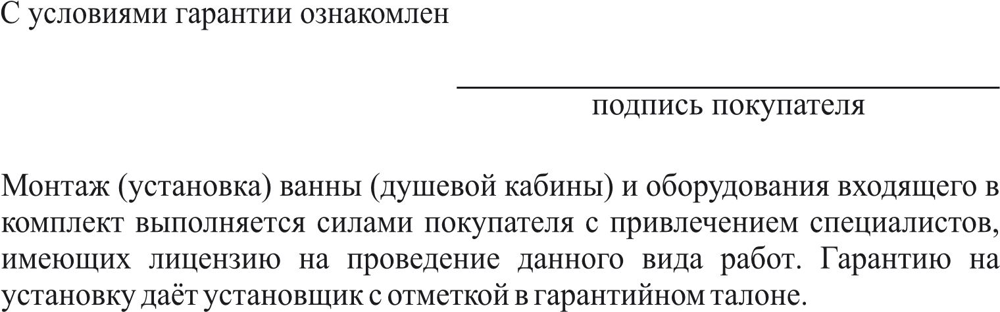 С условиями гарантии ознакомлен
подпись покупателя
Монтаж (установка) ванны (душевой кабины) и оборудования входящего в
комплект выполняется силами покупателя с привлечением специалистов,
имеющих лицензию на проведение данного вида работ. Гарантию на
установку даёт установщик с отметкой в гарантийном талоне.